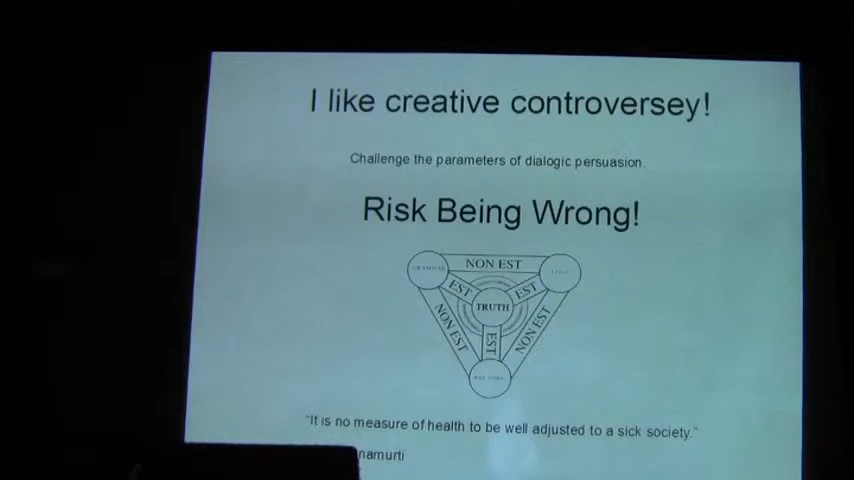 I like creative controversey!
Challenge the parameters of dialogic persuasion.
Risk Being Wrong!
NON EST
EST
EST
TRUTH
NON EST
EST
NON EST
"It is no measure of health to be well adjusted to a sick society."
namurti